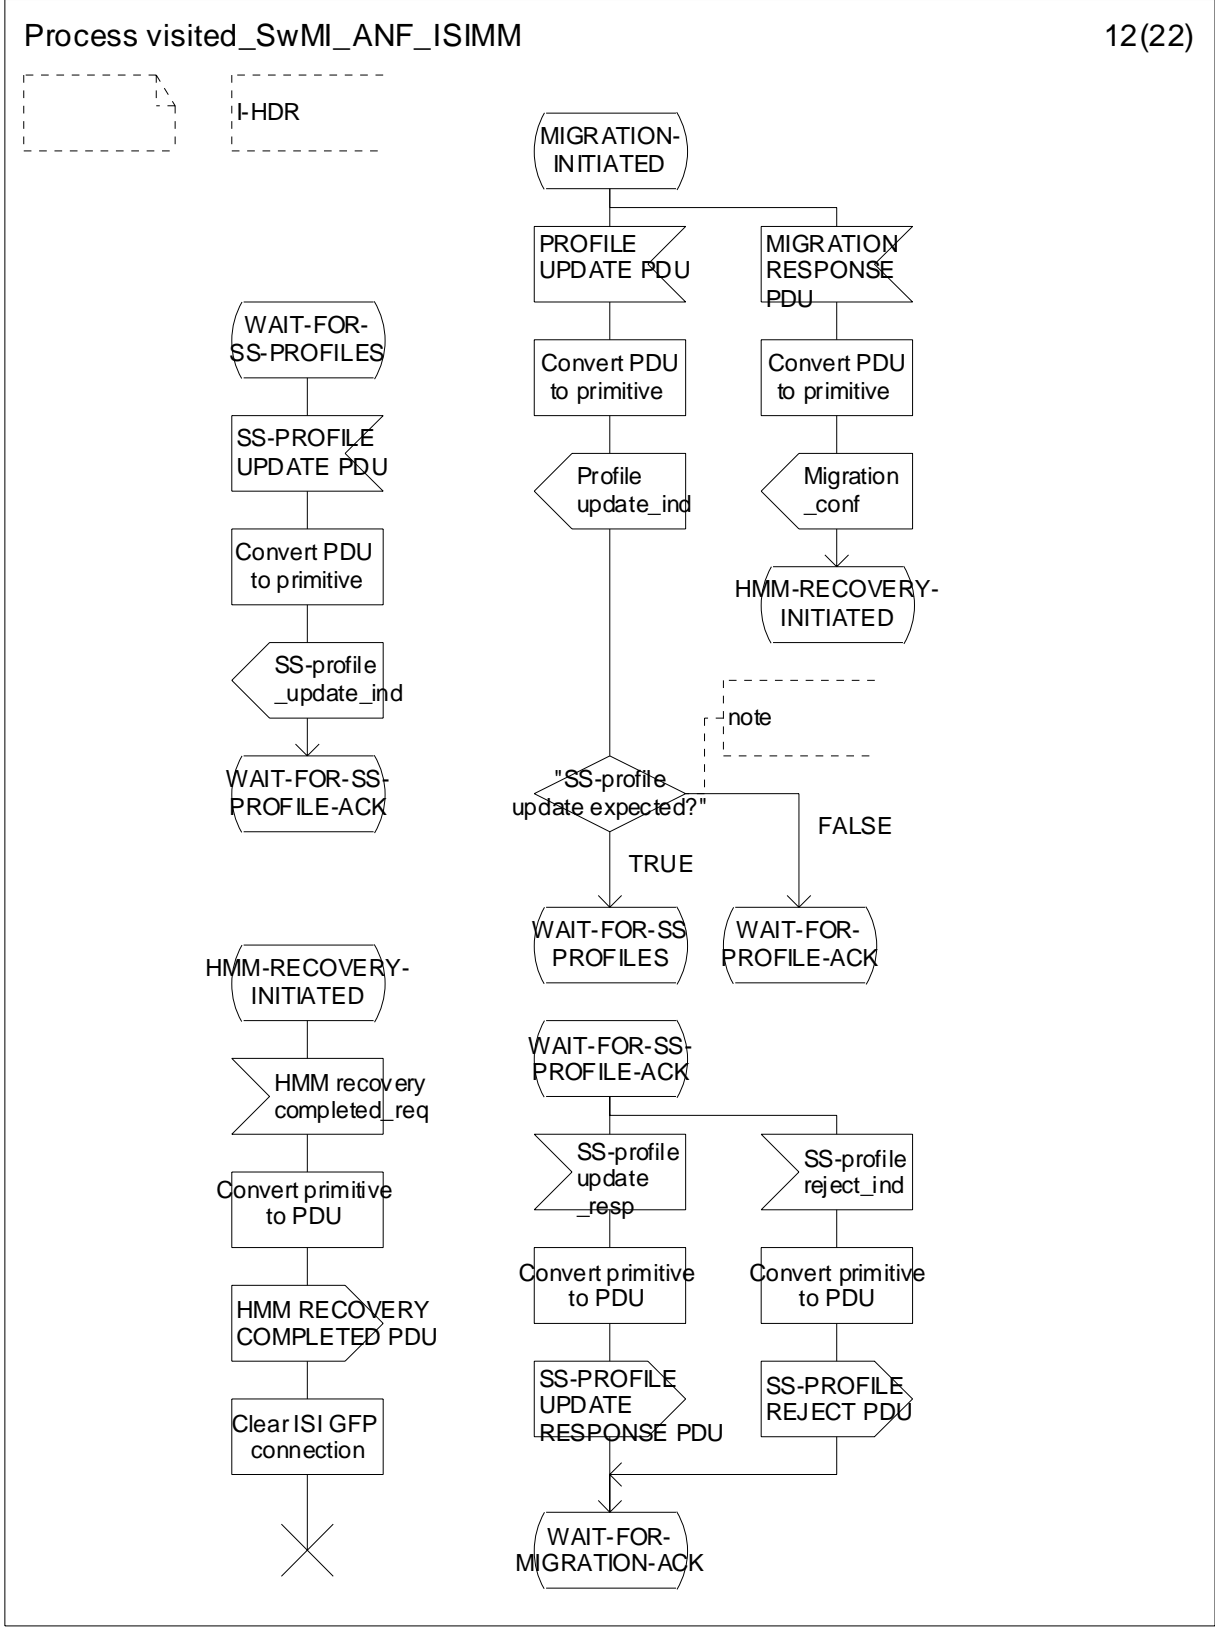 Process visited_SwMI_ANF_ISIMM
12(22)
I-HDR
MIGRATION-
INITIATED
PROFILE
UPDATE PDU
MIGRATION
RESPONSE
PDU
Convert PDU
to primitive
Convert PDU
to primitive
Profile
update_ind
Migration
_conf
HMM-RECOVERY-
INITIATED
WAIT-FOR-
SS-PROFILES
SS-PROFILE
UPDATE PDU
Convert PDU
to primitive
SS-profile
_update_ind
WAIT-FOR-SS-
PROFILE-ACK
note
"SS-profile
update expected?"
FALSE
TRUE
WAIT-FOR-SS
PROFILES
WAIT-FOR-
PROFILE-ACK
HMM-RECOVERY-
INITIATED
HMM recovery
completed_req
Convert primitive
to PDU
HMM RECOVERY
COMPLETED PDU
Clear ISI GFP
connection
WAIT-FOR-SS-
PROFILE-ACK
SS-profile
update
_resp
SS-profile
reject_ind
Convert primitive
to PDU
Convert primitive
to PDU
SS-PROFILE
UPDATE
RESPONSE PDU
SS-PROFILE
REJECT PDU
WAIT-FOR-
MIGRATION-ACK